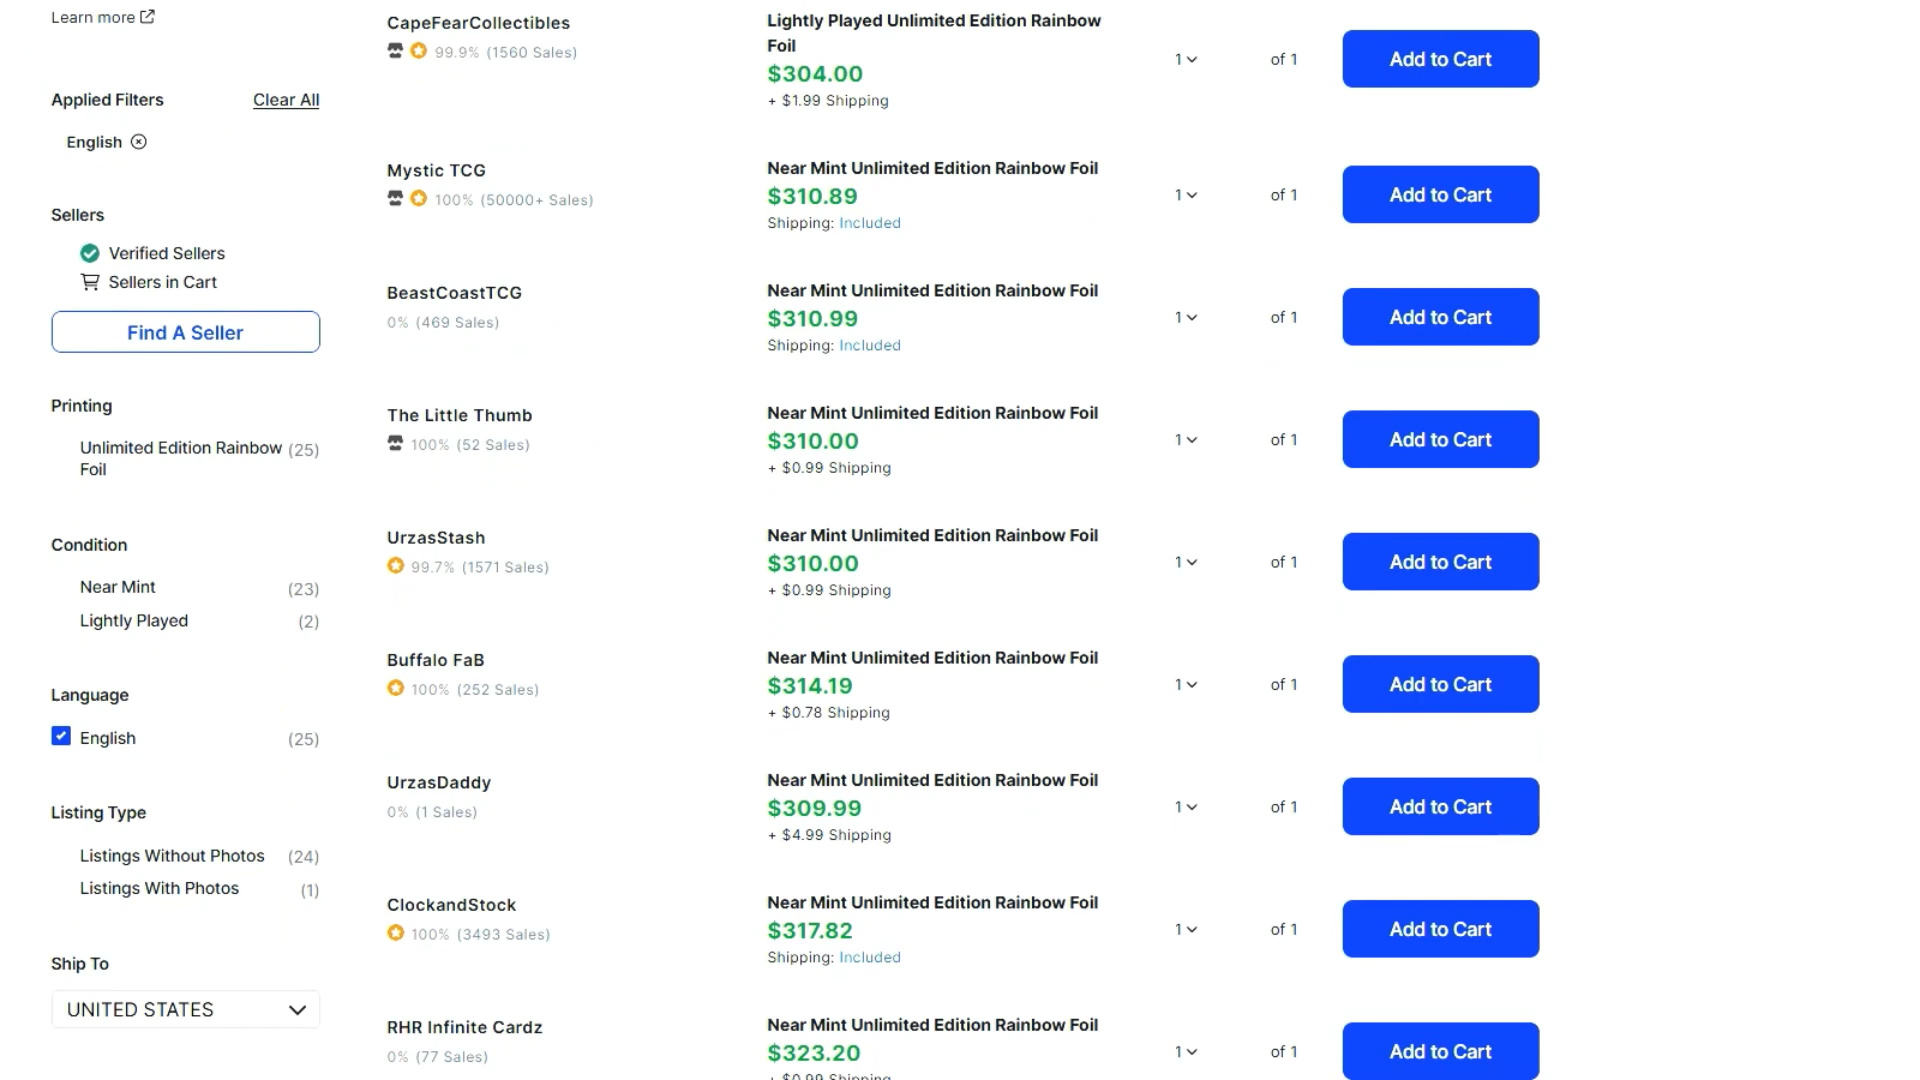 Learn more
Applied Filters
Clear All
English
Sellers
Verified Sellers
Sellers in Cart
Find A Seller
Printing
Unlimited Edition Rainbow (25)
Foil
Condition
Near Mint (23)
Lightly Played (2)
Language
English (25)
Listing Type
Listings Without Photos (24)
Listings With Photos (1)
Ship To
UNITED STATES
CapeFearCollectibles
99.9% (1560 Sales)
Lightly Played Unlimited Edition Rainbow
Foil
$304.00
+ $1.99 Shipping
1 of 1
Add to Cart
Mystic TCG
100% (50000+ Sales)
Near Mint Unlimited Edition Rainbow Foil
$310.89
Shipping: Included
1 of 1
Add to Cart
BeastCoastTCG
0% (469 Sales)
Near Mint Unlimited Edition Rainbow Foil
$310.99
Shipping: Included
1 of 1
Add to Cart
The Little Thumb
100% (52 Sales)
Near Mint Unlimited Edition Rainbow Foil
$310.00
+ $0.99 Shipping
1 of 1
Add to Cart
UrzasStash
99.7% (1571 Sales)
Near Mint Unlimited Edition Rainbow Foil
$310.00
+ $0.99 Shipping
1 of 1
Add to Cart
Buffalo FaB
100% (252 Sales)
Near Mint Unlimited Edition Rainbow Foil
$314.19
+ $0.78 Shipping
1 of 1
Add to Cart
UrzasDaddy
0% (1 Sales)
Near Mint Unlimited Edition Rainbow Foil
$309.99
+ $4.99 Shipping
1 of 1
Add to Cart
ClockandStock
100% (3493 Sales)
Near Mint Unlimited Edition Rainbow Foil
$317.82
Shipping: Included
1 of 1
Add to Cart
RHR Infinite Cardz
0% (77 Sales)
Near Mint Unlimited Edition Rainbow Foil
$323.20
+ $0.99 Shipping
1 of 1
Add to Cart